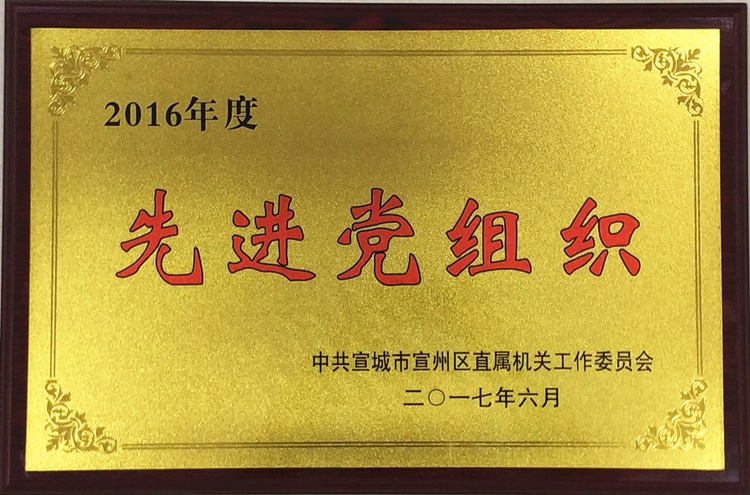 2016年度
先进党组织
中共宣城市宣州区直属机关工作委员会
二〇一七年六月